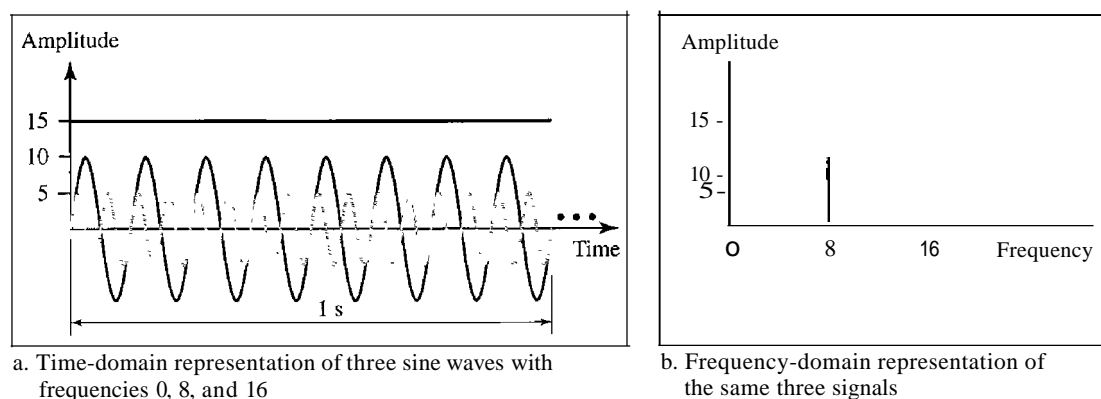 Amplitude
15
10
5
Time
1 s
a. Time-domain representation of three sine waves with
frequencies 0, 8, and 16
Amplitude
15 -
10 -
5 -
0
8
16
Frequency
b. Frequency-domain representation of
the same three signals